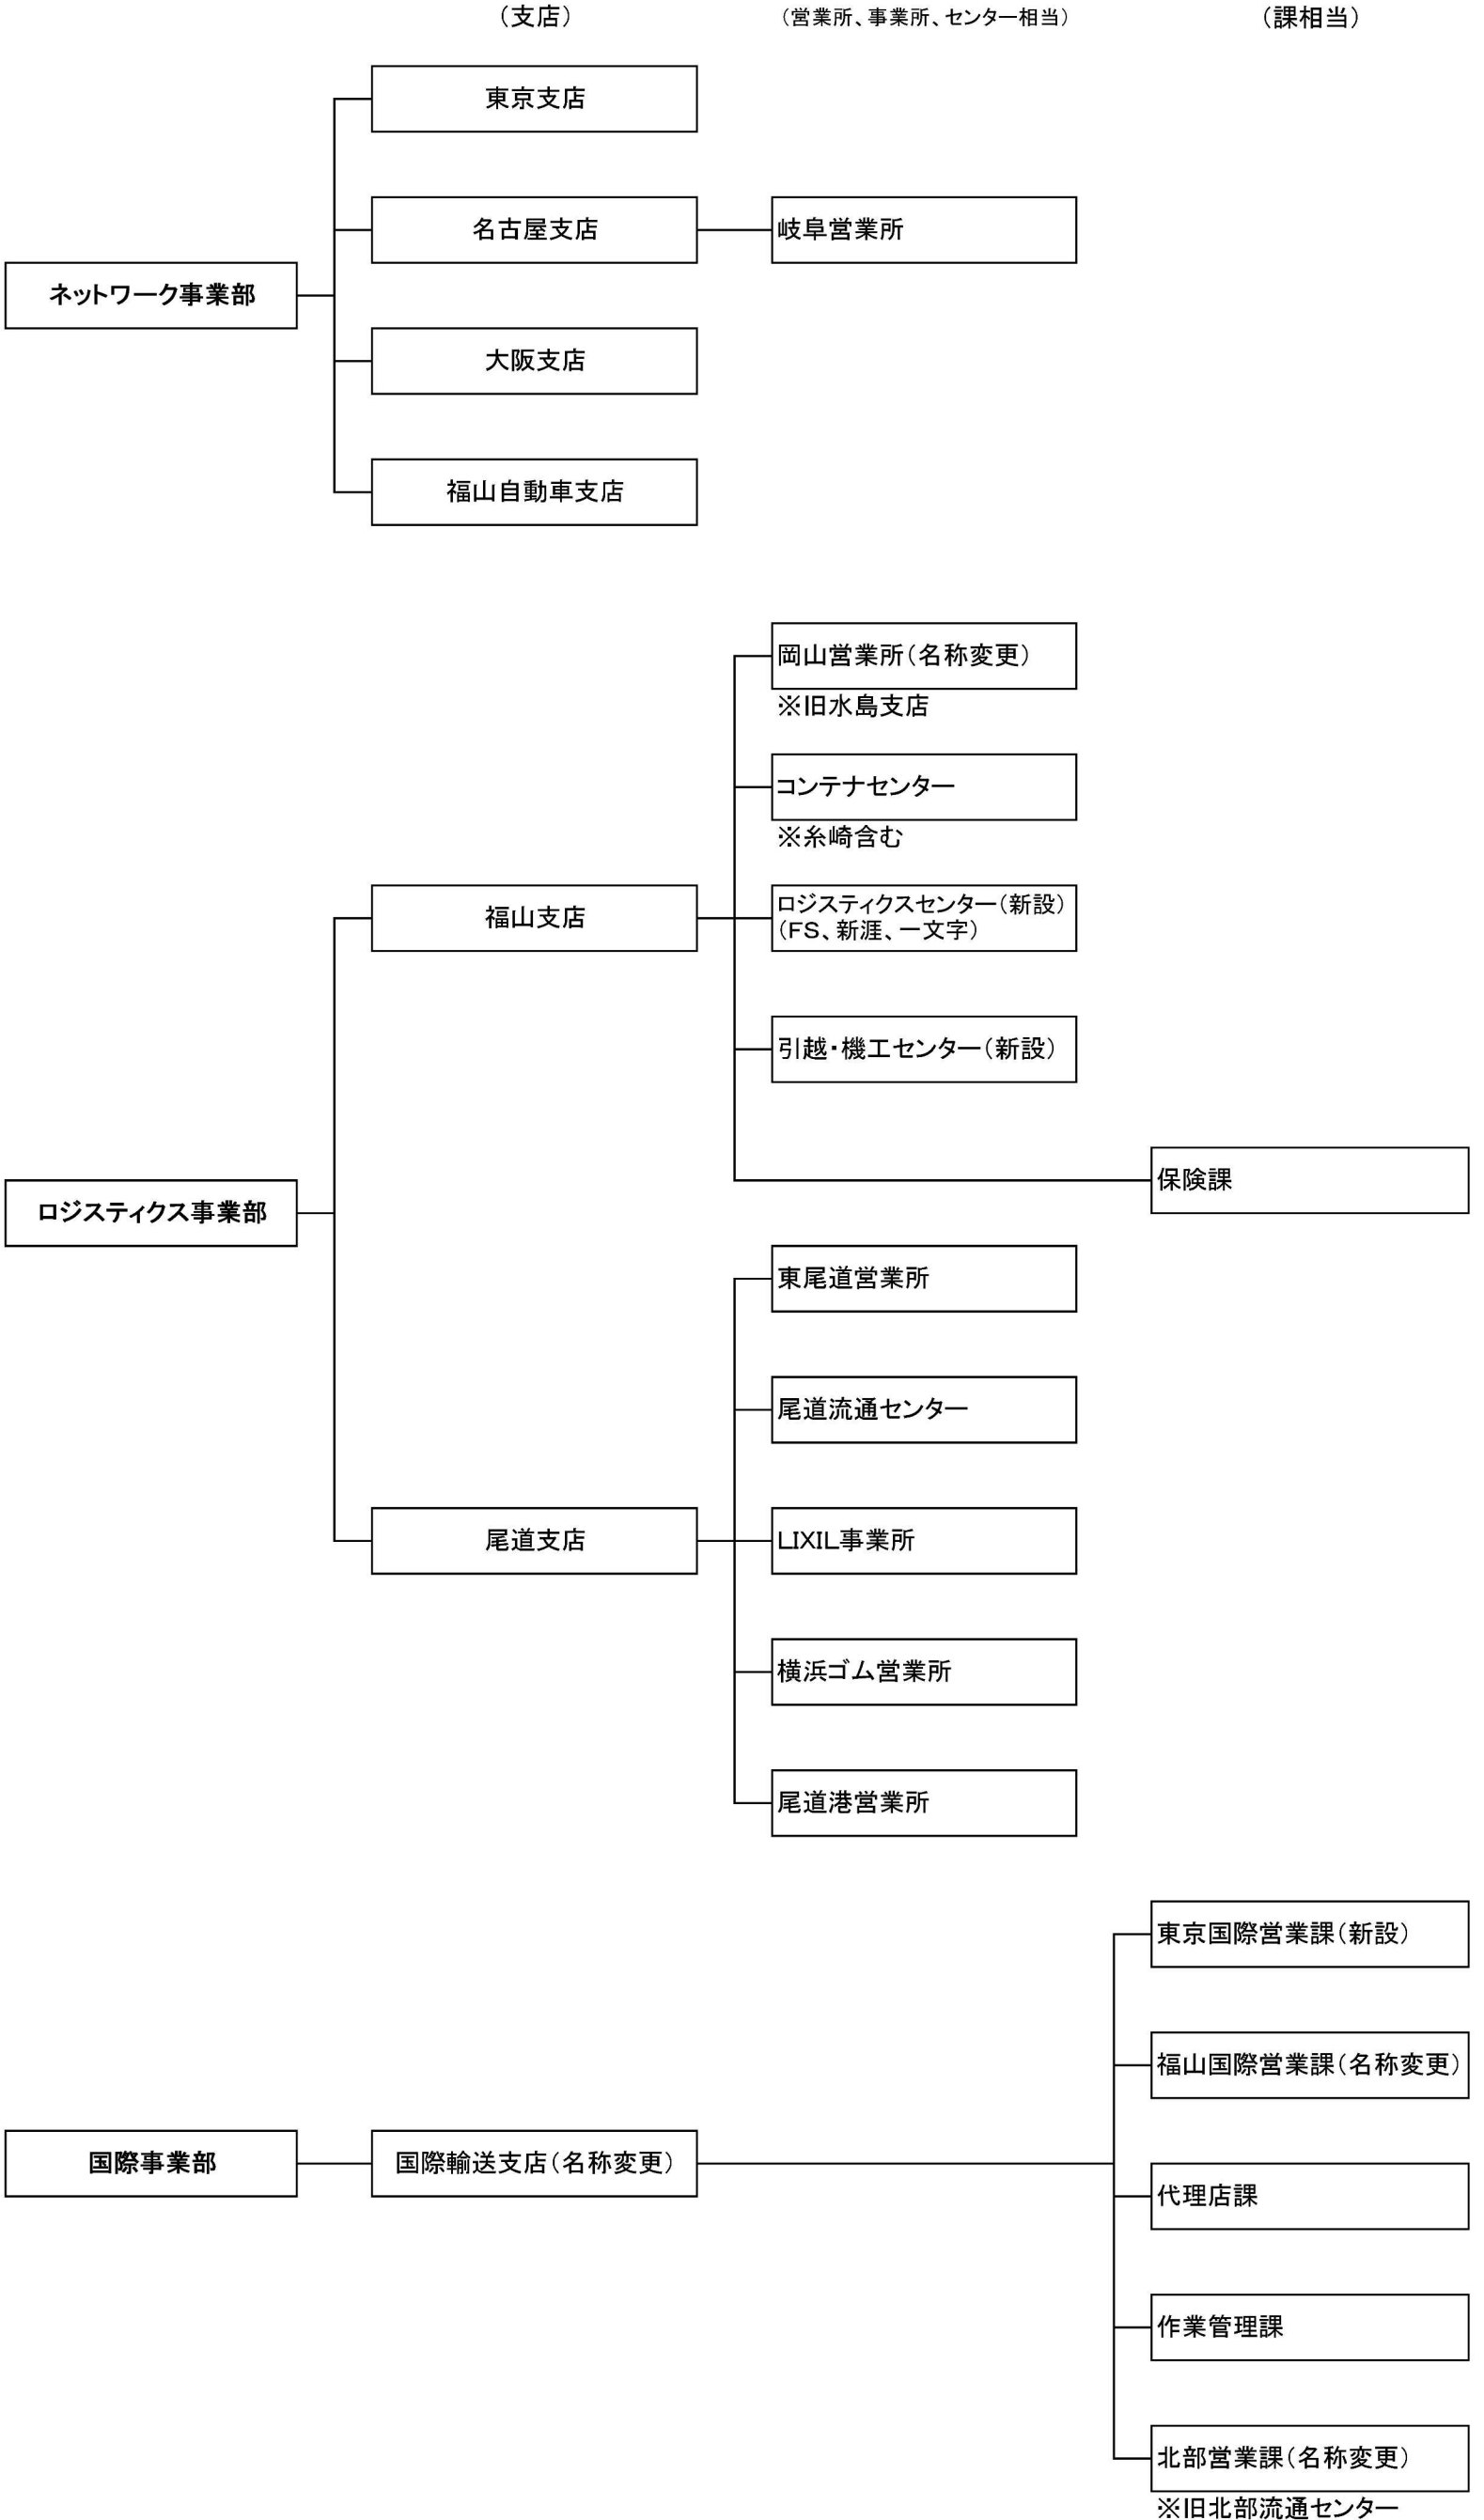 （支店）
（営業所、事業所、センター相当）
（課相当）
東京支店
名古屋支店
岐阜営業所
ネットワーク事業部
大阪支店
福山自動車支店
岡山営業所（名称変更）
※旧水島支店
コンテナセンター
※糸崎含む
福山支店
ロジスティクスセンター（新設）
（FS、新涯、一文字）
引越・機工センター（新設）
保険課
ロジスティクス事業部
東尾道営業所
尾道流通センター
尾道支店
LIXIL事業所
横浜ゴム営業所
尾道港営業所
東京国際営業課（新設）
福山国際営業課（名称変更）
国際事業部
国際輸送支店（名称変更）
代理店課
作業管理課
北部営業課（名称変更）
※旧北部流通センター